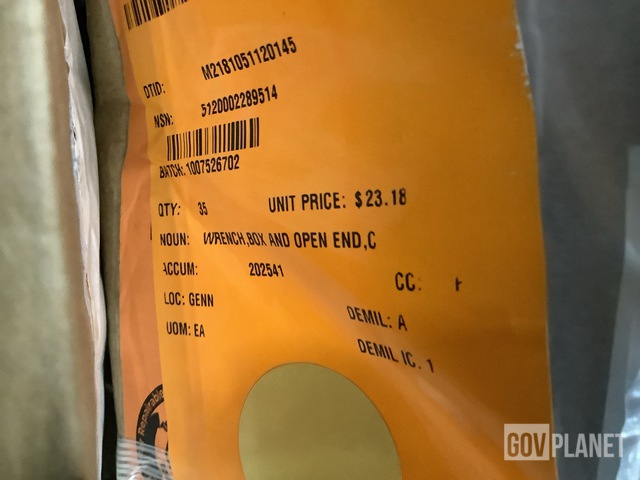 DTID: M2181051120145
NSN: 5120002289514
BATCH: 1007526702
QTY: 35 UNIT PRICE: $23.18
NOUN: WRENCH,BOX AND OPEN END,C
ACCUM: 202541
CC:
LOC: GENN
DEMIL: A
UOM: EA
DEMIL IC: 1
Repairable
GOVPLANET